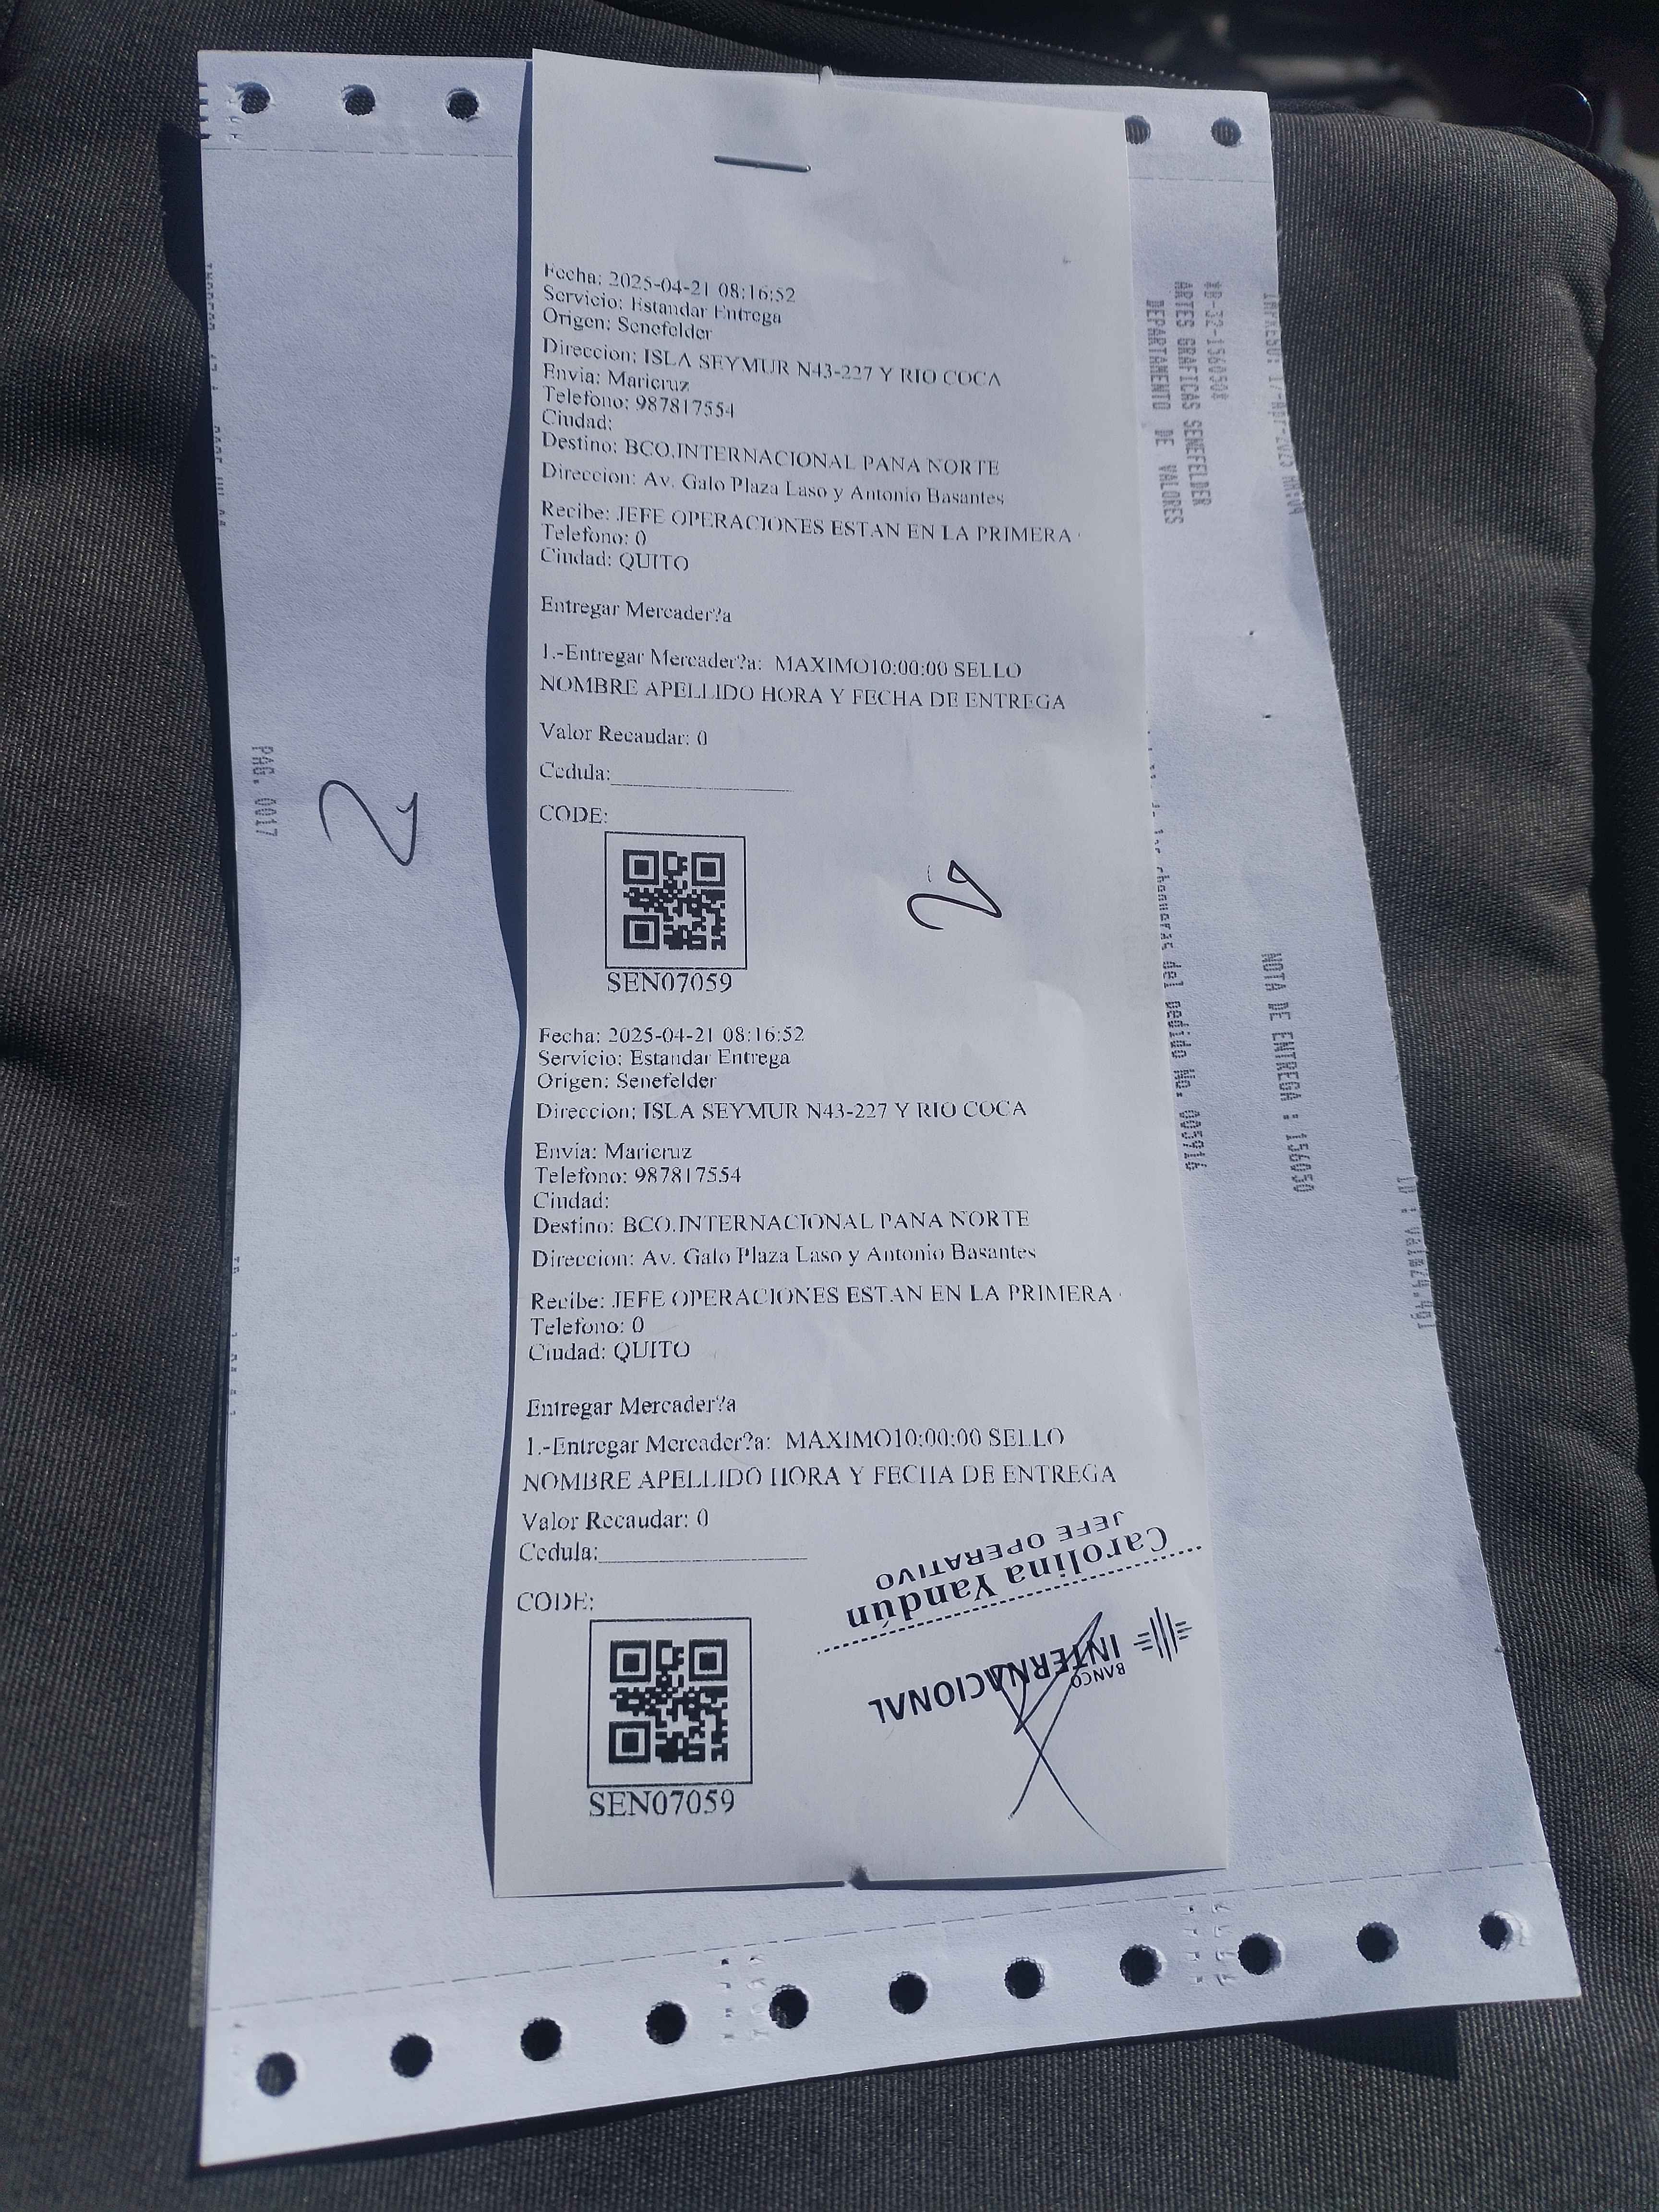 Fecha: 2025-04-21 08:16:52
Servicio: Estandar Entrega
Origen: Senefelder
Direccion: ISLA SEYMUR N43-227 Y RIO COCA
Envia: Maricruz
Telefono: 987817554
Ciudad:
Destino: BCO.INTERNACIONAL PANA NORTE
Direccion: Av. Galo Plaza Laso y Antonio Basantes
Recibe: JEFE OPERACIONES ESTAN EN LA PRIMERA
Telefono: 0
Ciudad: QUITO
Entregar Mercader?a
1.-Entregar Mercader?a: MAXIMO10:00:00 SELLO
NOMBRE APELLIDO HORA Y FECHA DE ENTREGA
Valor Recaudar: 0
Cedula:
CODE:
SEN07059
Fecha: 2025-04-21 08:16:52
Servicio: Estandar Entrega
Origen: Senefelder
Direccion: ISLA SEYMUR N43-227 Y RIO COCA
Envia: Maricruz
Telefono: 987817554
Ciudad:
Destino: BCO.INTERNACIONAL PANA NORTE
Direccion: Av. Galo Plaza Laso y Antonio Basantes
Recibe: JEFE OPERACIONES ESTAN EN LA PRIMERA
Telefono: 0
Ciudad: QUITO
Entregar Mercader?a
1.-Entregar Mercader?a: MAXIMO10:00:00 SELLO
NOMBRE APELLIDO HORA Y FECHA DE ENTREGA
Valor Recaudar: 0
Cedula:
CODE:
SEN07059
BANCO
INTERNACIONAL
Carolina Yandún
JEFE OPERATIVO
*B-32-156050*
ARTES GRAFICAS SENEFELDER
DEPARTAMENTO DE VALORES
NOTA DE ENTREGA : 156050
chequeras del pedido No. 005916
PAG. 0017